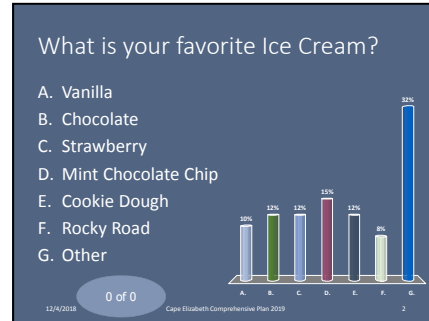 What is your favorite Ice Cream?
A. Vanilla
B. Chocolate
C. Strawberry
D. Mint Chocolate Chip
E. Cookie Dough
F. Rocky Road
G. Other
10% 12% 12% 15% 12% 8% 32%
A. B. C. D. E. F. G.
0 of 0
12/4/2018 Cape Elizabeth Comprehensive Plan 2019 2